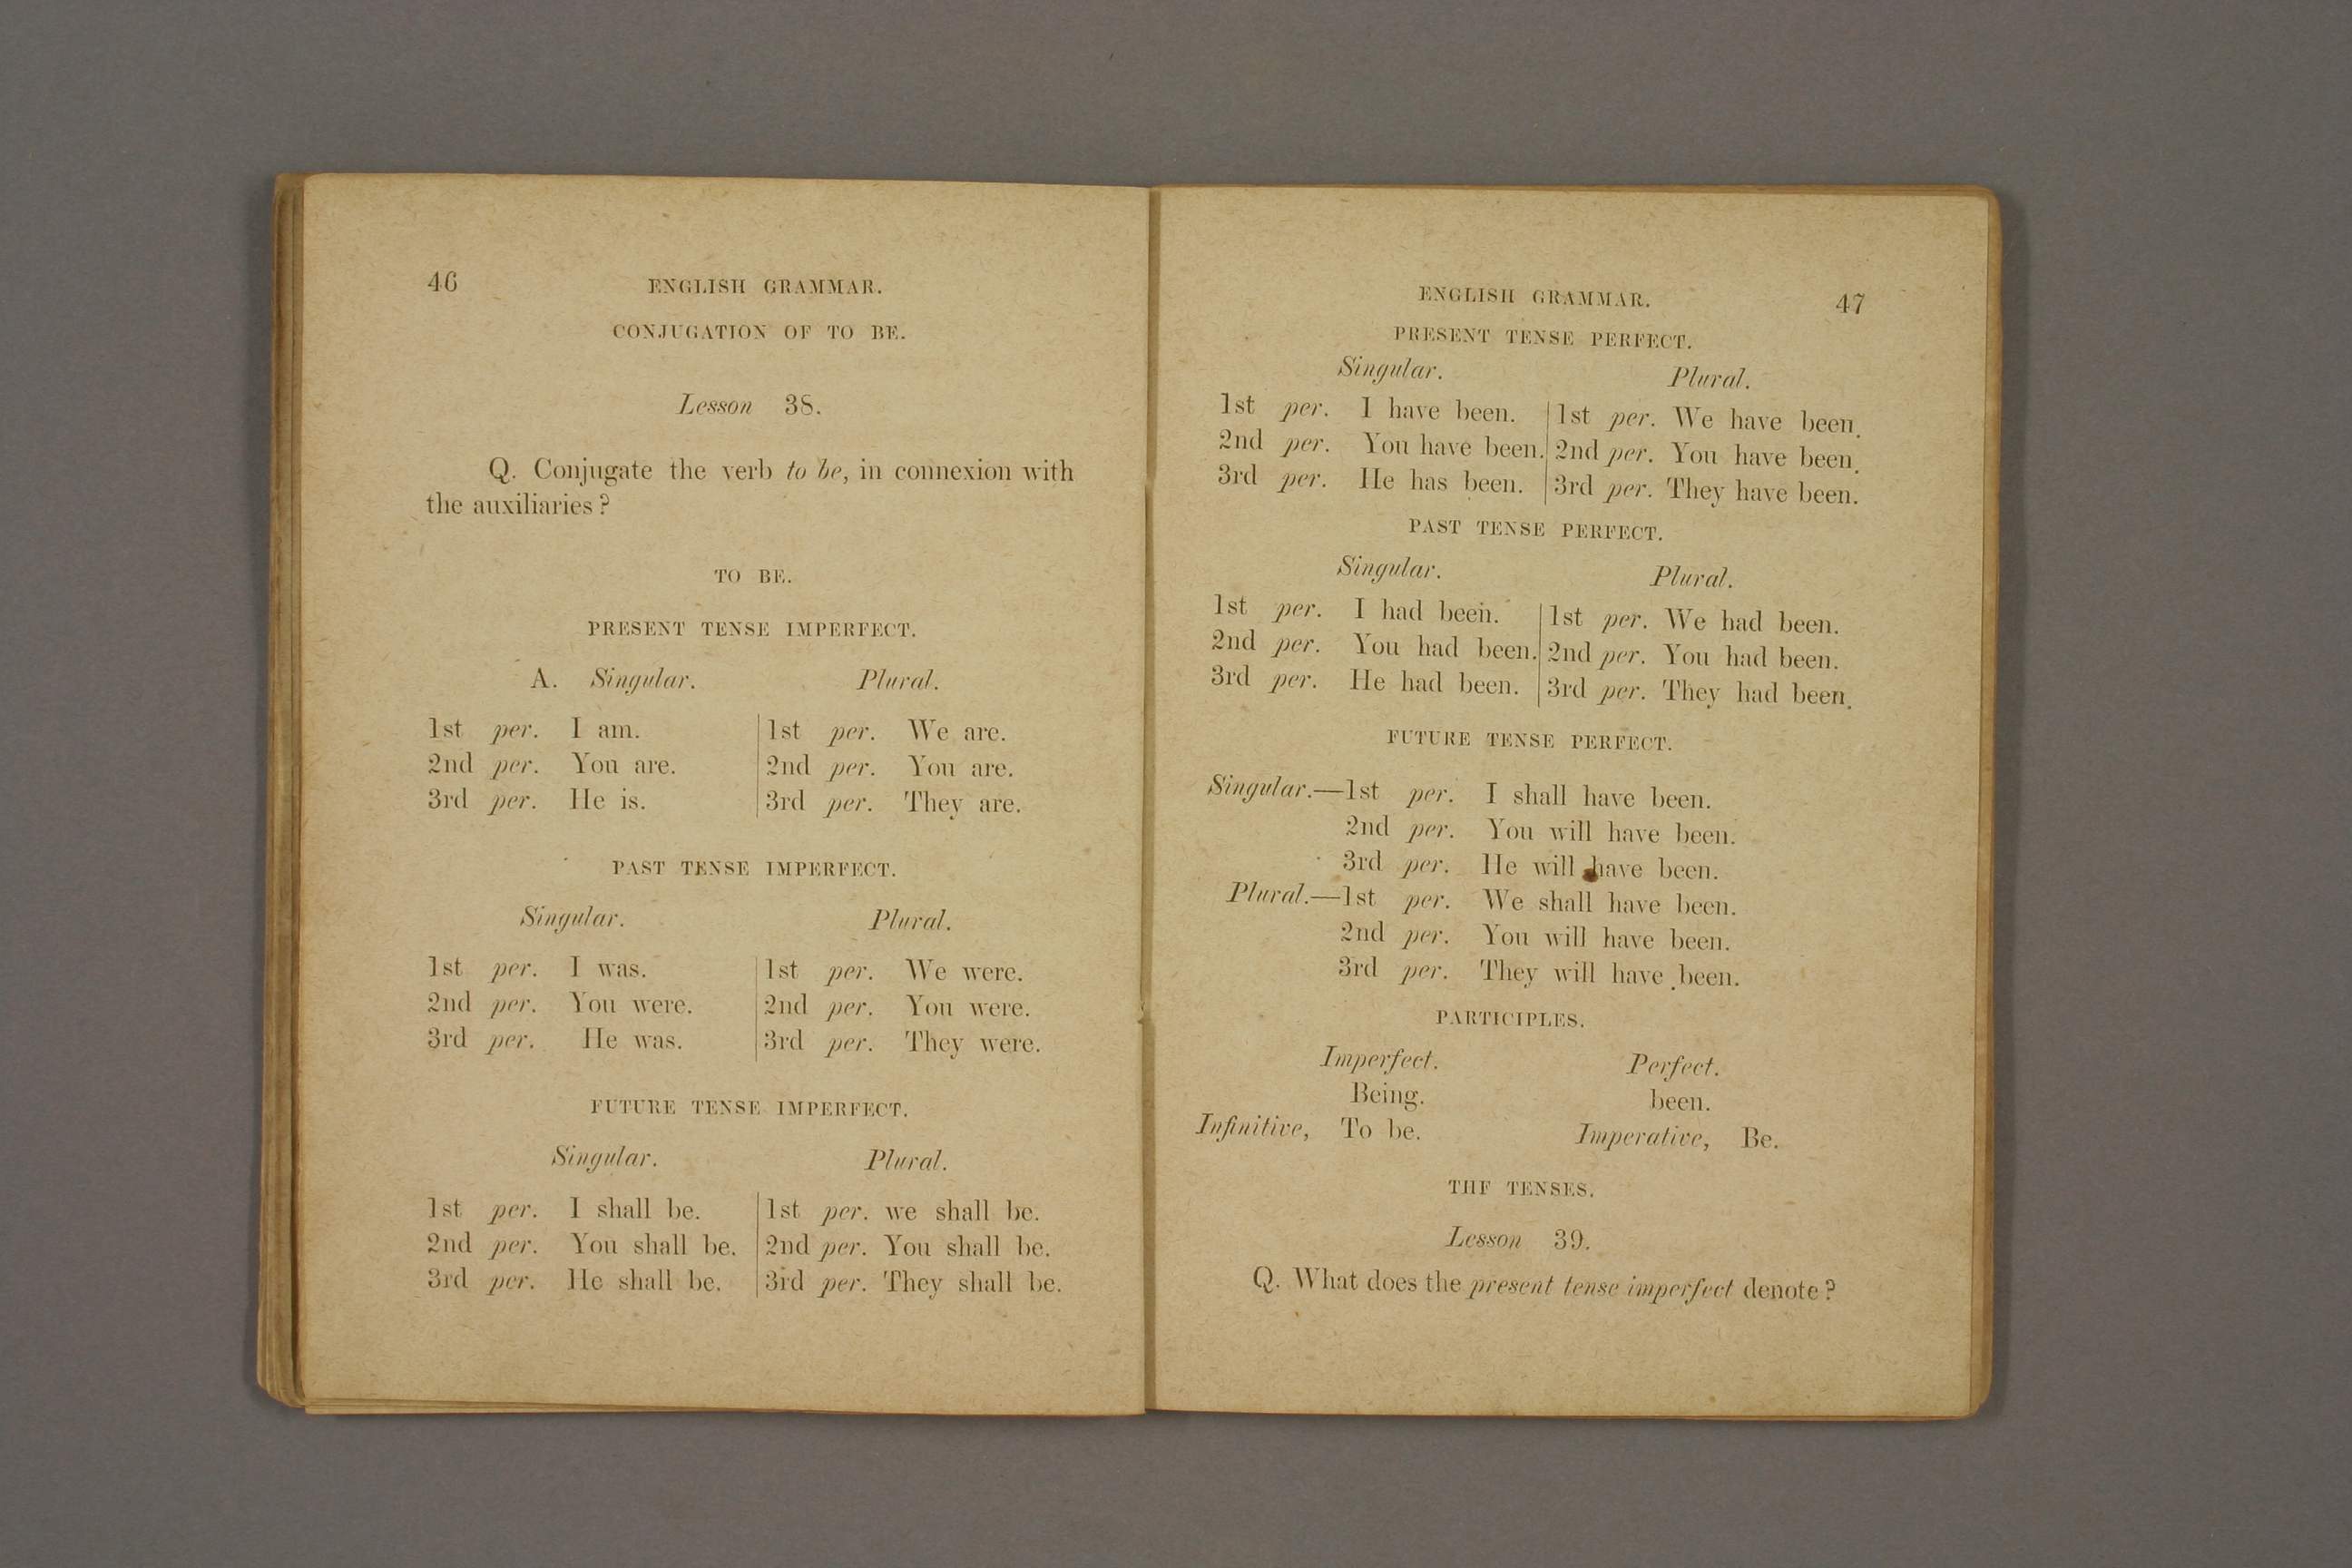 46 ENGLISH GRAMMAR.
CONJUGATION OF TO BE.
Lesson 38.
Q. Conjugate the verb to be, in connexion with
the auxiliaries?
TO BE.
PRESENT TENSE IMPERFECT.
A. Singular. Plural.
1st per. I am. 1st per. We are.
2nd per. You are. 2nd per. You are.
3rd per. He is. 3rd per. They are.
PAST TENSE IMPERFECT.
Singular. Plural.
1st per. I was. 1st per. We were.
2nd per. You were. 2nd per. You were.
3rd per. He was. 3rd per. They were.
FUTURE TENSE IMPERFECT.
Singular. Plural.
1st per. I shall be. 1st per. we shall be.
2nd per. You shall be. 2nd per. You shall be.
3rd per. He shall be. 3rd per. They shall be.
ENGLISH GRAMMAR. 47
PRESENT TENSE PERFECT.
Singular. Plural.
1st per. I have been. 1st per. We have been.
2nd per. You have been. 2nd per. You have been.
3rd per. He has been. 3rd per. They have been.
PAST TENSE PERFECT.
Singular. Plural.
1st per. I had been. 1st per. We had been.
2nd per. You had been. 2nd per. You had been.
3rd per. He had been. 3rd per. They had been.
FUTURE TENSE PERFECT.
Singular.—1st per. I shall have been.
2nd per. You will have been.
3rd per. He will have been.
Plural.—1st per. We shall have been.
2nd per. You will have been.
3rd per. They will have been.
PARTICIPLES.
Imperfect. Perfect.
Being. been.
Infinitive, To be. Imperative, Be.
THF TENSES.
Lesson 39.
Q. What does the present tense imperfect denote?